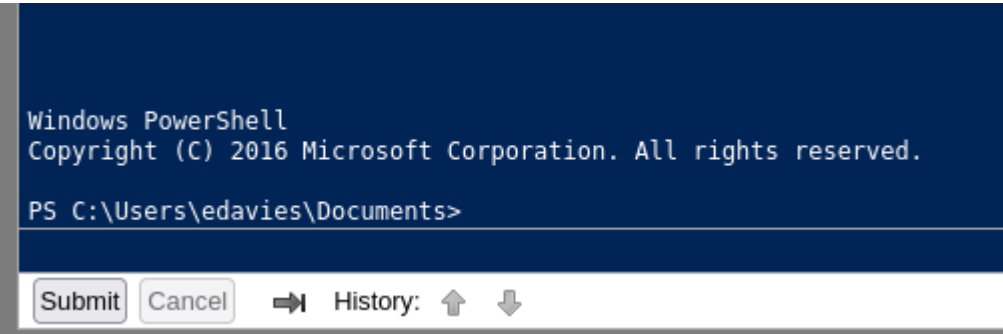 Windows PowerShell
Copyright (C) 2016 Microsoft Corporation. All rights reserved.
PS C:\Users\edavies\Documents>
Submit Cancel History: